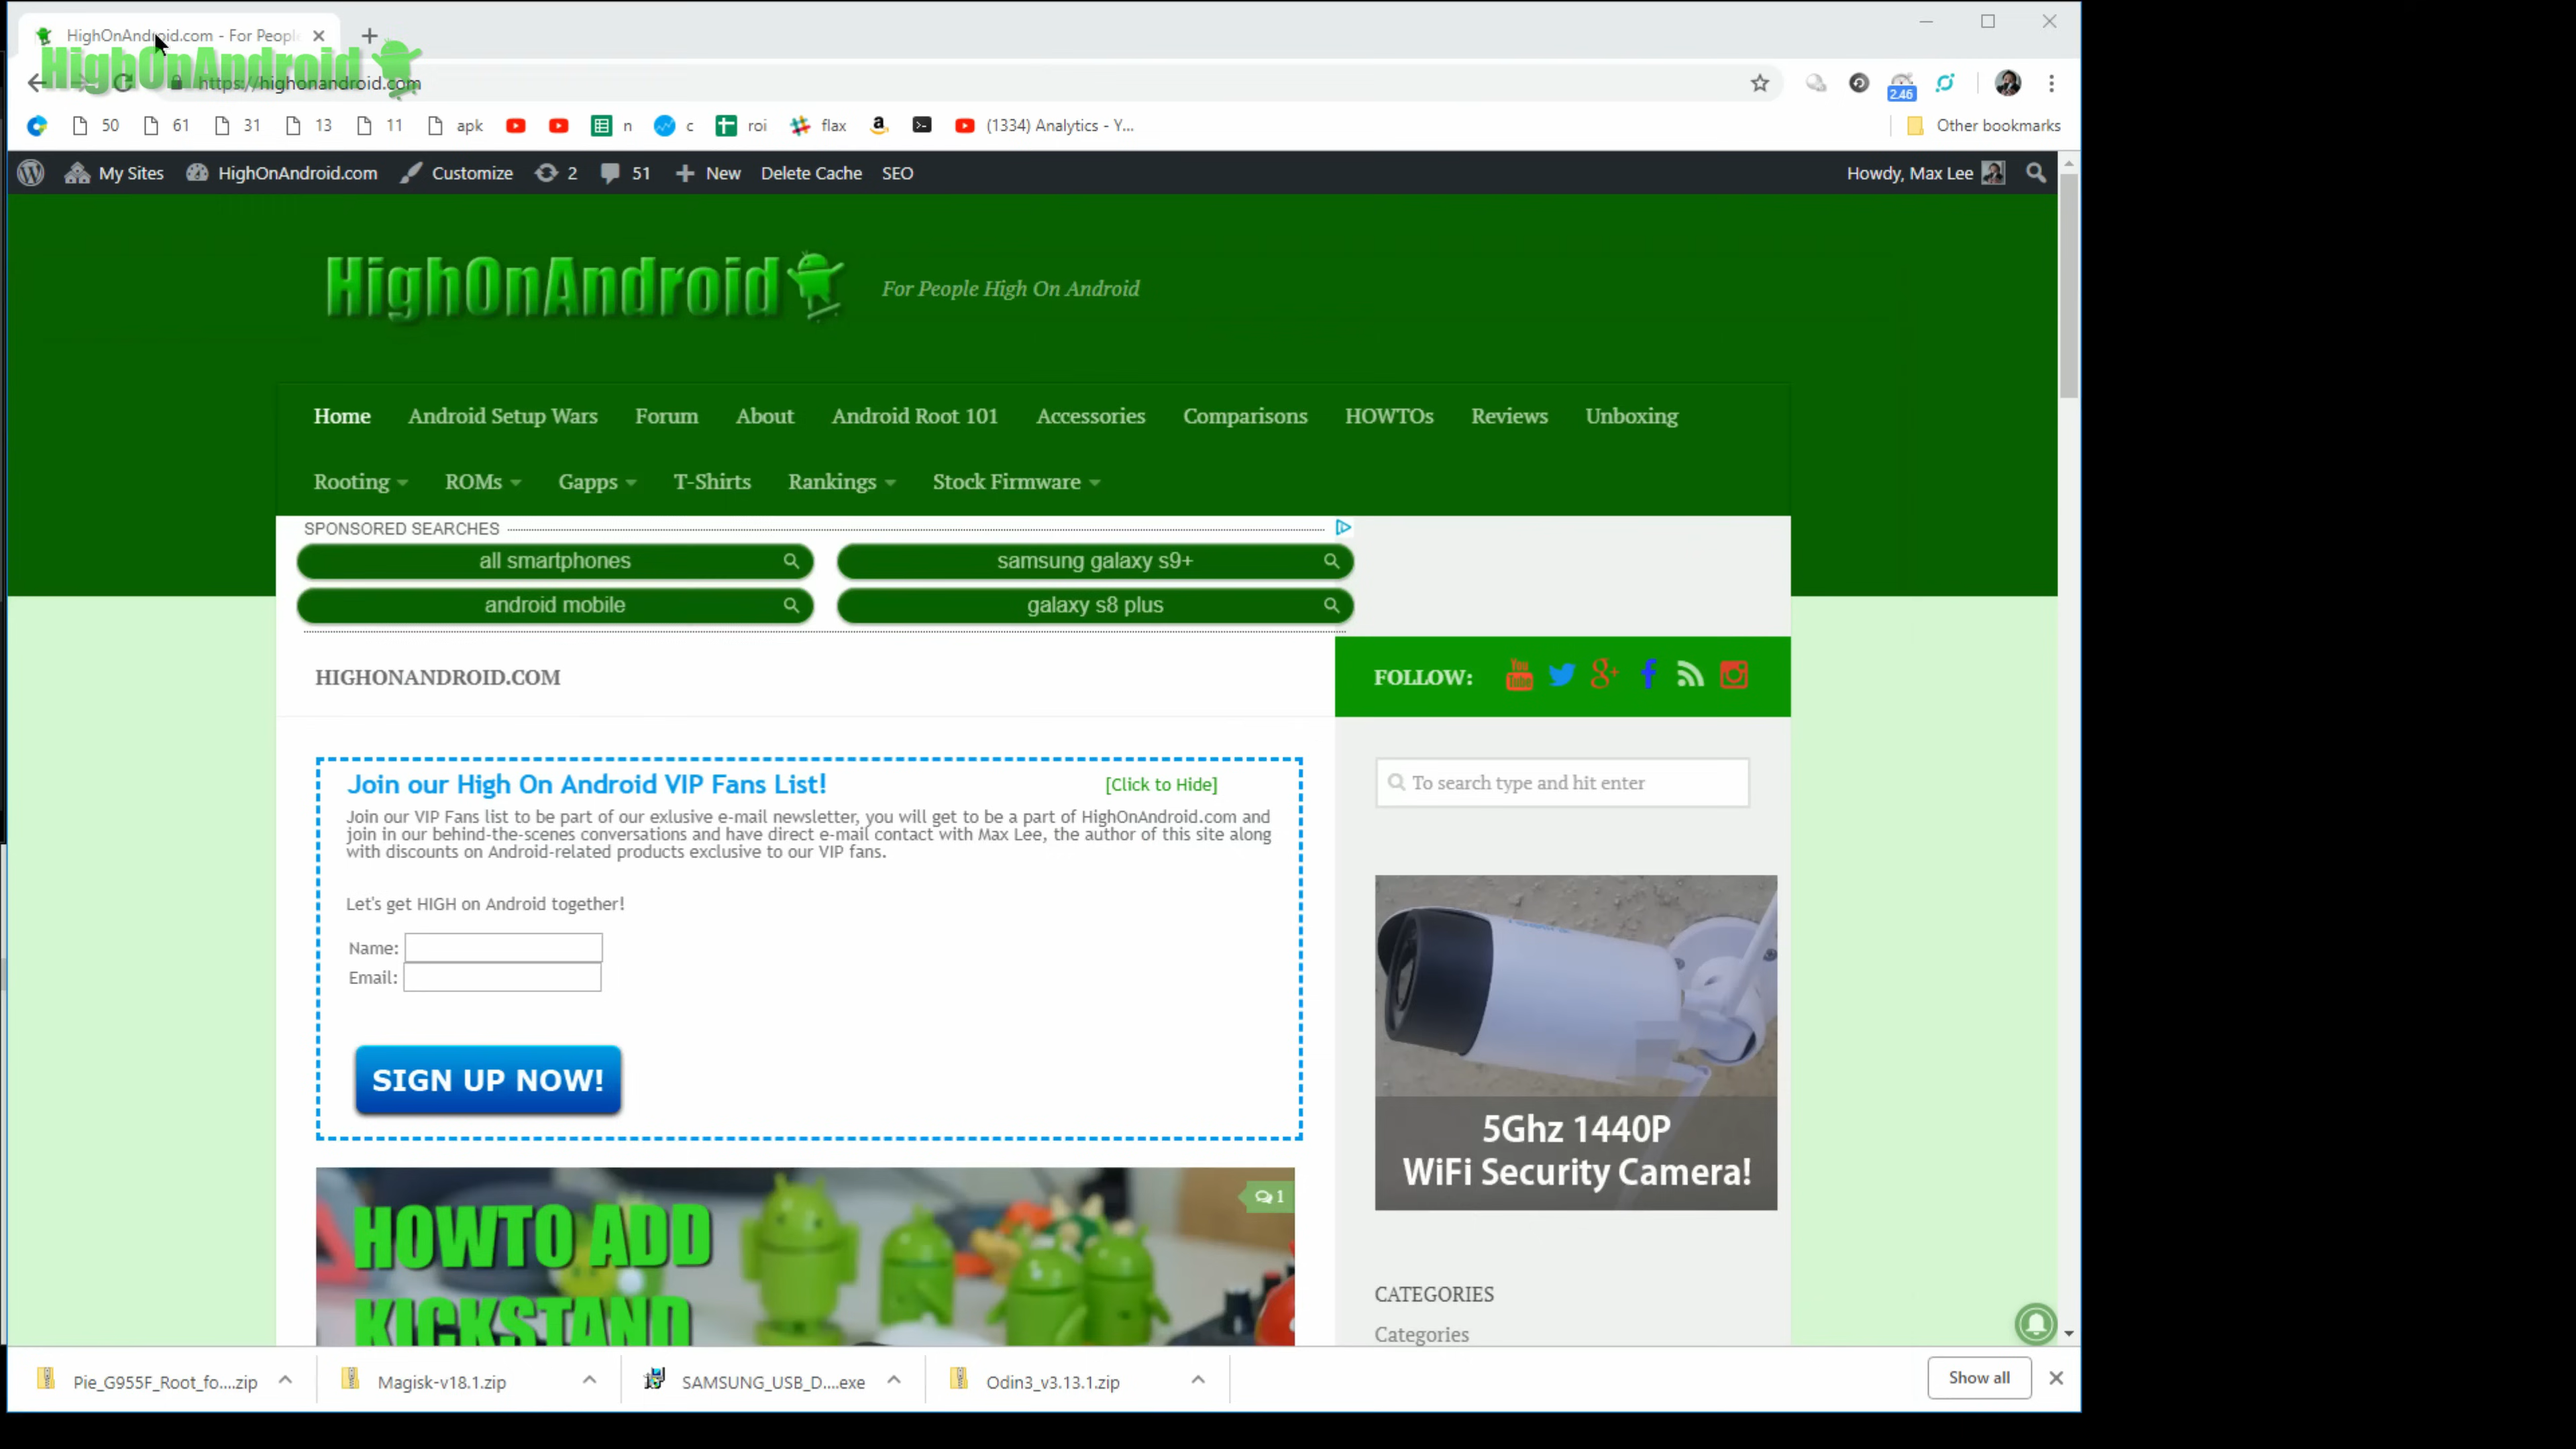 HighOnAndroid.com - For Peopl
HighOnAndroid
https://highonandroid.com
2.46
50 61 31 13 11 apk n c roi flax (1334) Analytics - Y... Other bookmarks
My Sites HighOnAndroid.com Customize 2 51 New Delete Cache SEO Howdy, Max Lee
HighOnAndroid For People High On Android
Home Android Setup Wars Forum About Android Root 101 Accessories Comparisons HOWTOs Reviews Unboxing
Rooting ROMs Gapps T-Shirts Rankings Stock Firmware
SPONSORED SEARCHES
all smartphones samsung galaxy s9+
android mobile galaxy s8 plus
HIGHONANDROID.COM
FOLLOW: You Tube g+ f
Join our High On Android VIP Fans List! [Click to Hide]
To search type and hit enter
Join our VIP Fans list to be part of our exlusive e-mail newsletter, you will get to be a part of HighOnAndroid.com and
join in our behind-the-scenes conversations and have direct e-mail contact with Max Lee, the author of this site along
with discounts on Android-related products exclusive to our VIP fans.
Let's get HIGH on Android together!
Name:
Email:
SIGN UP NOW!
5Ghz 1440P
WiFi Security Camera!
1
HOWTO ADD
KICKSTAND
CATEGORIES
Categories
Pie_G955F_Root_fo....zip Magisk-v18.1.zip SAMSUNG_USB_D....exe Odin3_v3.13.1.zip Show all